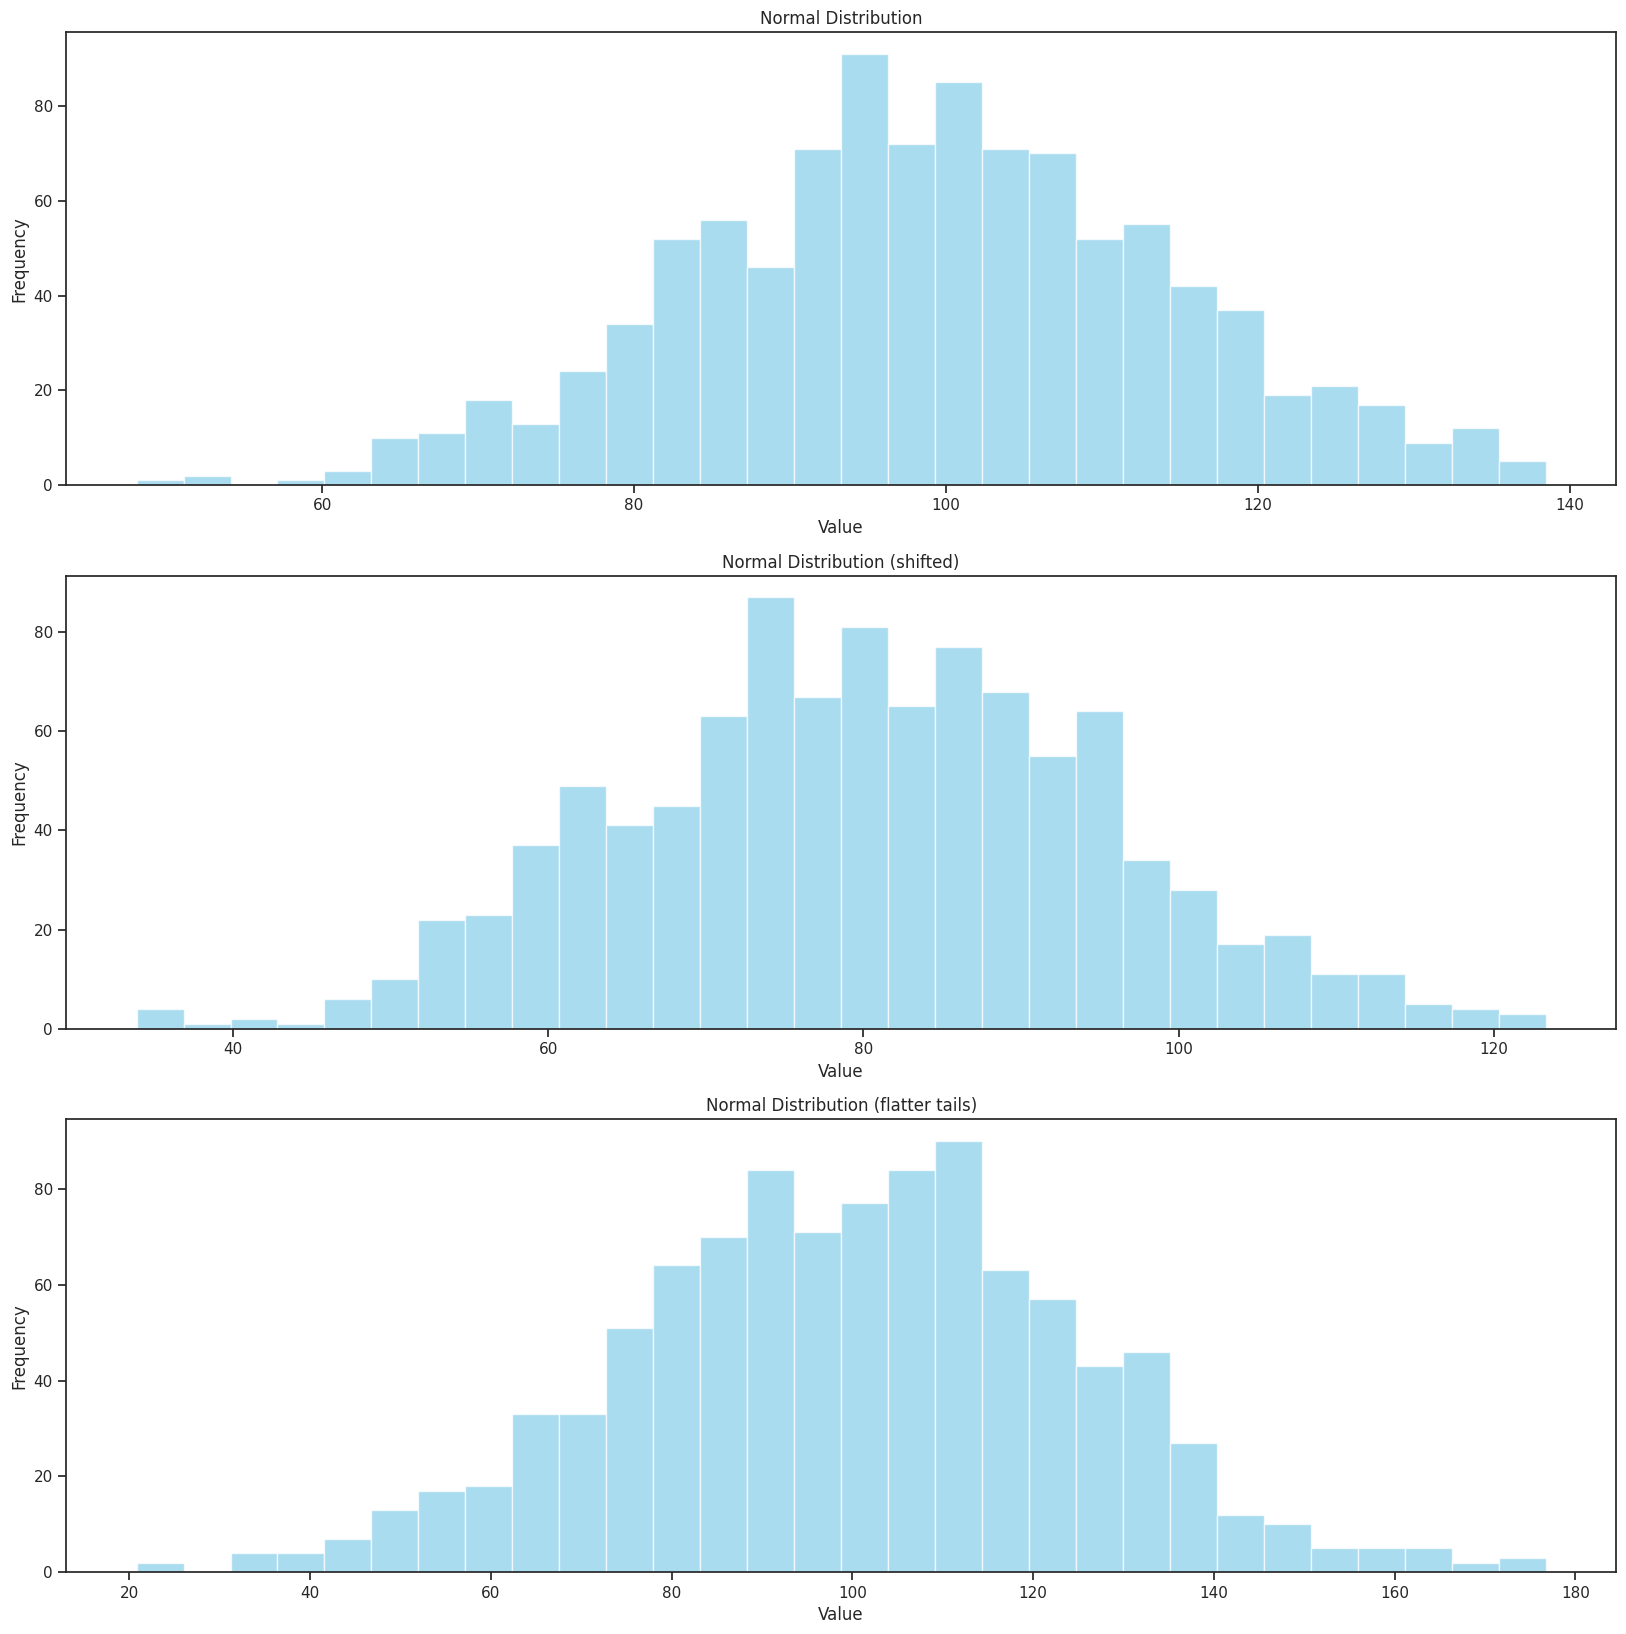 Normal Distribution
80
60
40
20
0
Frequency
60 80 100 120 140
Value
Normal Distribution (shifted)
80
60
40
20
0
Frequency
40 60 80 100 120
Value
Normal Distribution (flatter tails)
80
60
40
20
0
Frequency
20 40 60 80 100 120 140 160 180
Value